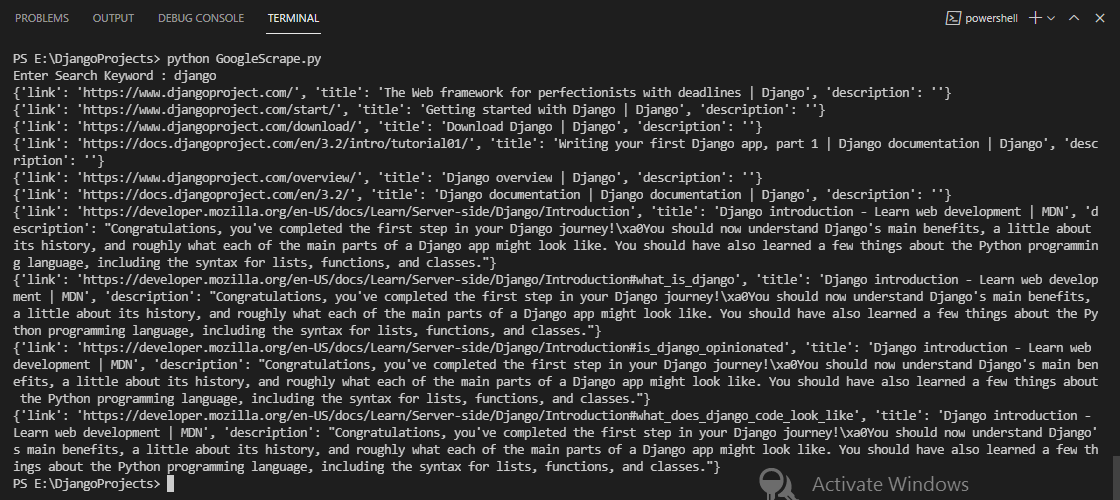 PROBLEMS OUTPUT DEBUG CONSOLE TERMINAL powershell
PS E:\DjangoProjects> python GoogleScrape.py
Enter Search Keyword : django
{'link': 'https://www.djangoproject.com/', 'title': 'The Web framework for perfectionists with deadlines | Django', 'description': ''}
{'link': 'https://www.djangoproject.com/start/', 'title': 'Getting started with Django | Django', 'description': ''}
{'link': 'https://www.djangoproject.com/download/', 'title': 'Download Django | Django', 'description': ''}
{'link': 'https://docs.djangoproject.com/en/3.2/intro/tutorial01/', 'title': 'Writing your first Django app, part 1 | Django documentation | Django', 'desc
ription': ''}
{'link': 'https://www.djangoproject.com/overview/', 'title': 'Django overview | Django', 'description': ''}
{'link': 'https://docs.djangoproject.com/en/3.2/', 'title': 'Django documentation | Django documentation | Django', 'description': ''}
{'link': 'https://developer.mozilla.org/en-US/docs/Learn/Server-side/Django/Introduction', 'title': 'Django introduction - Learn web development | MDN', 'd
escription': "Congratulations, you've completed the first step in your Django journey!\xa0You should now understand Django's main benefits, a little about
its history, and roughly what each of the main parts of a Django app might look like. You should have also learned a few things about the Python programmin
g language, including the syntax for lists, functions, and classes."}
{'link': 'https://developer.mozilla.org/en-US/docs/Learn/Server-side/Django/Introduction#what_is_django', 'title': 'Django introduction - Learn web develop
ment | MDN', 'description': "Congratulations, you've completed the first step in your Django journey!\xa0You should now understand Django's main benefits,
a little about its history, and roughly what each of the main parts of a Django app might look like. You should have also learned a few things about the Py
thon programming language, including the syntax for lists, functions, and classes."}
{'link': 'https://developer.mozilla.org/en-US/docs/Learn/Server-side/Django/Introduction#is_django_opinionated', 'title': 'Django introduction - Learn web
development | MDN', 'description': "Congratulations, you've completed the first step in your Django journey!\xa0You should now understand Django's main ben
efits, a little about its history, and roughly what each of the main parts of a Django app might look like. You should have also learned a few things about
the Python programming language, including the syntax for lists, functions, and classes."}
{'link': 'https://developer.mozilla.org/en-US/docs/Learn/Server-side/Django/Introduction#what_does_django_code_look_like', 'title': 'Django introduction -
Learn web development | MDN', 'description': "Congratulations, you've completed the first step in your Django journey!\xa0You should now understand Django'
s main benefits, a little about its history, and roughly what each of the main parts of a Django app might look like. You should have also learned a few th
ings about the Python programming language, including the syntax for lists, functions, and classes."}
PS E:\DjangoProjects>
Activate Windows